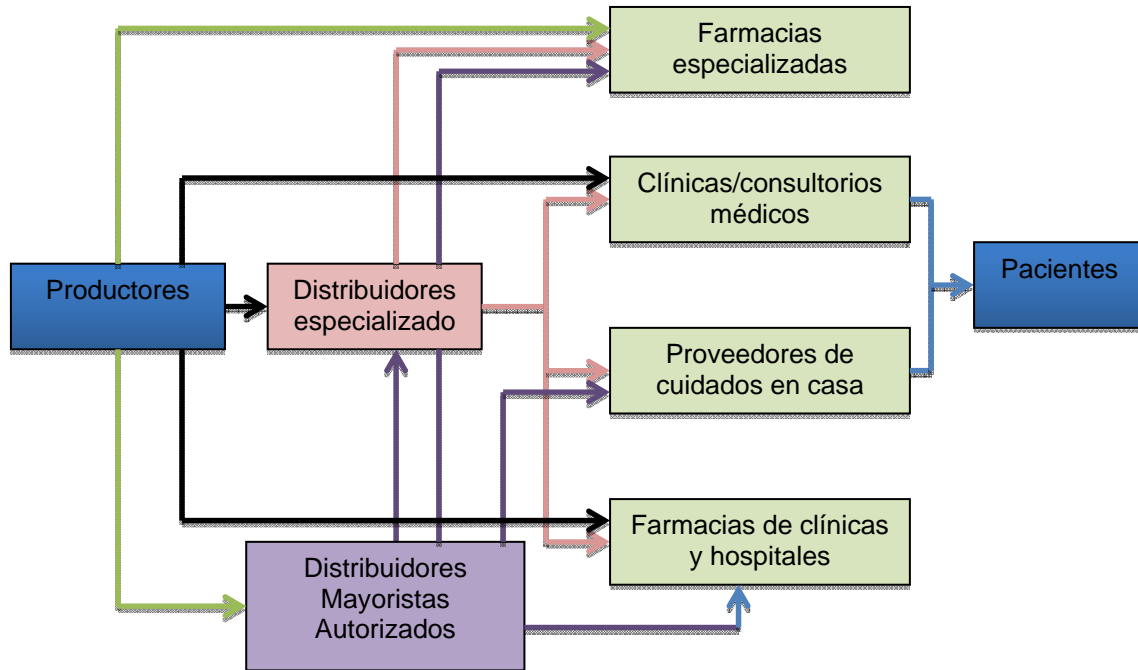 Farmacias
especializadas
Clínicas/consultorios
médicos
Productores
Distribuidores
especializado
Pacientes
Proveedores de
cuidados en casa
Farmacias de clínicas
y hospitales
Distribuidores
Mayoristas
Autorizados